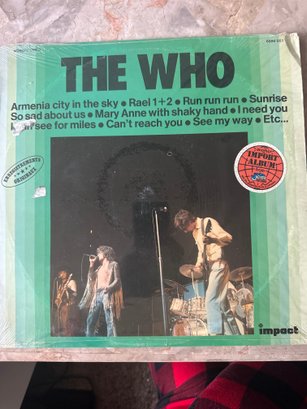 THE WHO
Armenia city in the sky • Rael 1+2 • Run run run • Sunrise
So sad about us • Mary Anne with shaky hand • I need you
see for miles • Can't reach you • See my way • Etc...
ENREGISTREMENTS
ORIGINAUX
IMPORT
ALBUM
impact